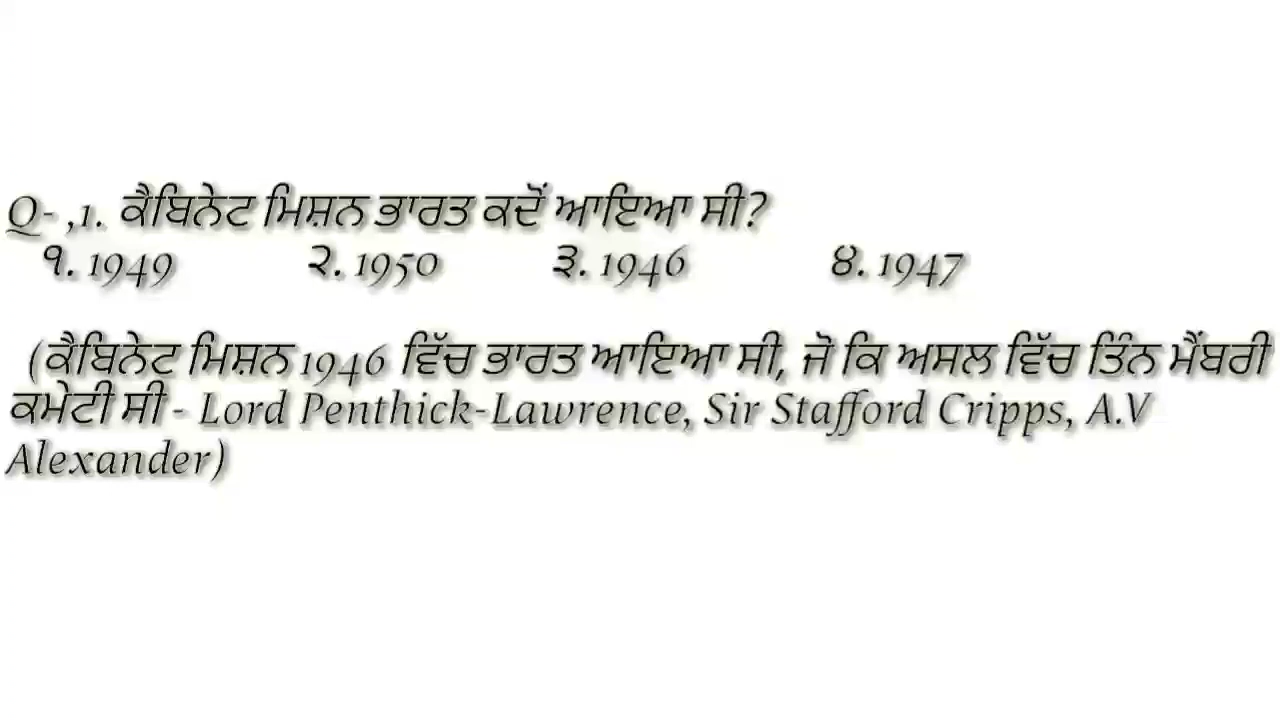 Q- ,1. ਕੈਬਿਨੇਟ ਮਿਸ਼ਨ ਭਾਰਤ ਕਦੋਂ ਆਇਆ ਸੀ?
੧. 1949 ੨. 1950 ੩. 1946 ੪. 1947
(ਕੈਬਿਨੇਟ ਮਿਸ਼ਨ 1946 ਵਿੱਚ ਭਾਰਤ ਆਇਆ ਸੀ, ਜੋ ਕਿ ਅਸਲ ਵਿੱਚ ਤਿੰਨ ਮੈਂਬਰੀ
ਕਮੇਟੀ ਸੀ - Lord Penthick-Lawrence, Sir Stafford Cripps, A.V
Alexander)